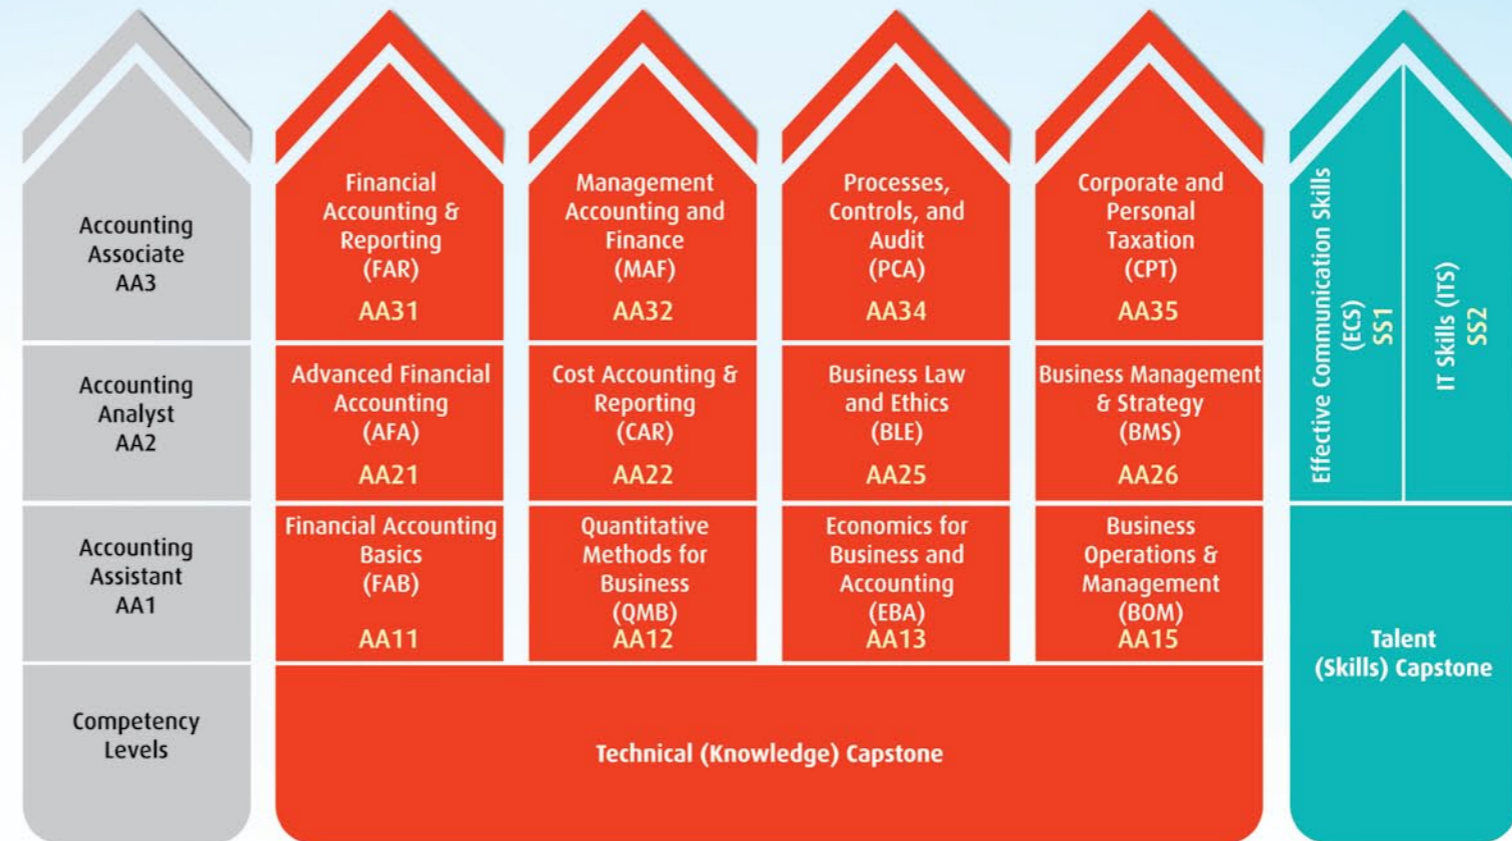 Accounting
Associate
AA3
Financial
Accounting &
Reporting
(FAR)
AA31
Management
Accounting and
Finance
(MAF)
AA32
Processes,
Controls, and
Audit
(PCA)
AA34
Corporate and
Personal
Taxation
(CPT)
AA35
Effective Communication Skills
(ECS)
SS1
IT Skills (ITS)
SS2
Accounting
Analyst
AA2
Advanced Financial
Accounting
(AFA)
AA21
Cost Accounting &
Reporting
(CAR)
AA22
Business Law
and Ethics
(BLE)
AA25
Business Management
& Strategy
(BMS)
AA26
Accounting
Assistant
AA1
Financial Accounting
Basics
(FAB)
AA11
Quantitative
Methods for
Business
(QMB)
AA12
Economics for
Business and
Accounting
(EBA)
AA13
Business
Operations &
Management
(BOM)
AA15
Talent
(Skills) Capstone
Competency
Levels
Technical (Knowledge) Capstone